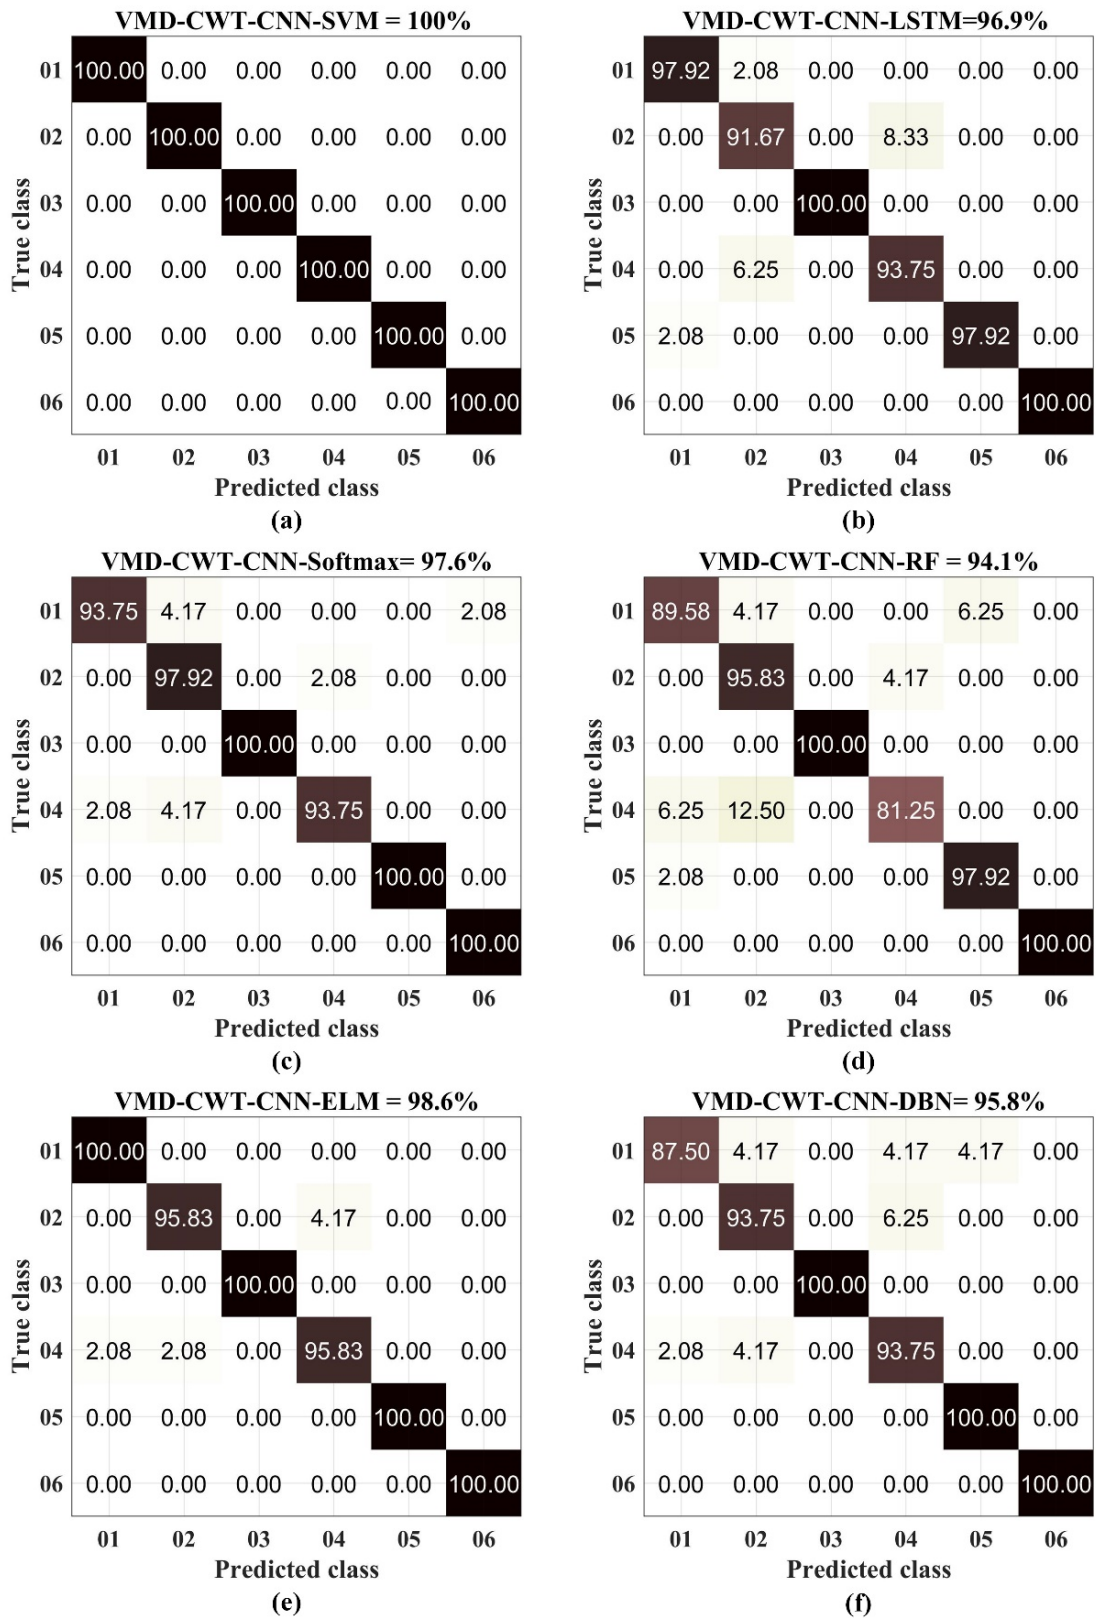 VMD-CWT-CNN-SVM = 100%
01 100.00 0.00 0.00 0.00 0.00 0.00
02 0.00 100.00 0.00 0.00 0.00 0.00
03 0.00 0.00 100.00 0.00 0.00 0.00
04 0.00 0.00 0.00 100.00 0.00 0.00
05 0.00 0.00 0.00 0.00 100.00 0.00
06 0.00 0.00 0.00 0.00 0.00 100.00
True class
01 02 03 04 05 06
Predicted class
(a)
VMD-CWT-CNN-LSTM=96.9%
01 97.92 2.08 0.00 0.00 0.00 0.00
02 0.00 91.67 0.00 8.33 0.00 0.00
03 0.00 0.00 100.00 0.00 0.00 0.00
04 0.00 6.25 0.00 93.75 0.00 0.00
05 2.08 0.00 0.00 0.00 97.92 0.00
06 0.00 0.00 0.00 0.00 0.00 100.00
True class
01 02 03 04 05 06
Predicted class
(b)
VMD-CWT-CNN-Softmax= 97.6%
01 93.75 4.17 0.00 0.00 0.00 2.08
02 0.00 97.92 0.00 2.08 0.00 0.00
03 0.00 0.00 100.00 0.00 0.00 0.00
04 2.08 4.17 0.00 93.75 0.00 0.00
05 0.00 0.00 0.00 0.00 100.00 0.00
06 0.00 0.00 0.00 0.00 0.00 100.00
True class
01 02 03 04 05 06
Predicted class
(c)
VMD-CWT-CNN-RF = 94.1%
01 89.58 4.17 0.00 0.00 6.25 0.00
02 0.00 95.83 0.00 4.17 0.00 0.00
03 0.00 0.00 100.00 0.00 0.00 0.00
04 6.25 12.50 0.00 81.25 0.00 0.00
05 2.08 0.00 0.00 0.00 97.92 0.00
06 0.00 0.00 0.00 0.00 0.00 100.00
True class
01 02 03 04 05 06
Predicted class
(d)
VMD-CWT-CNN-ELM = 98.6%
01 100.00 0.00 0.00 0.00 0.00 0.00
02 0.00 95.83 0.00 4.17 0.00 0.00
03 0.00 0.00 100.00 0.00 0.00 0.00
04 2.08 2.08 0.00 95.83 0.00 0.00
05 0.00 0.00 0.00 0.00 100.00 0.00
06 0.00 0.00 0.00 0.00 0.00 100.00
True class
01 02 03 04 05 06
Predicted class
(e)
VMD-CWT-CNN-DBN= 95.8%
01 87.50 4.17 0.00 4.17 4.17 0.00
02 0.00 93.75 0.00 6.25 0.00 0.00
03 0.00 0.00 100.00 0.00 0.00 0.00
04 2.08 4.17 0.00 93.75 0.00 0.00
05 0.00 0.00 0.00 0.00 100.00 0.00
06 0.00 0.00 0.00 0.00 0.00 100.00
True class
01 02 03 04 05 06
Predicted class
(f)